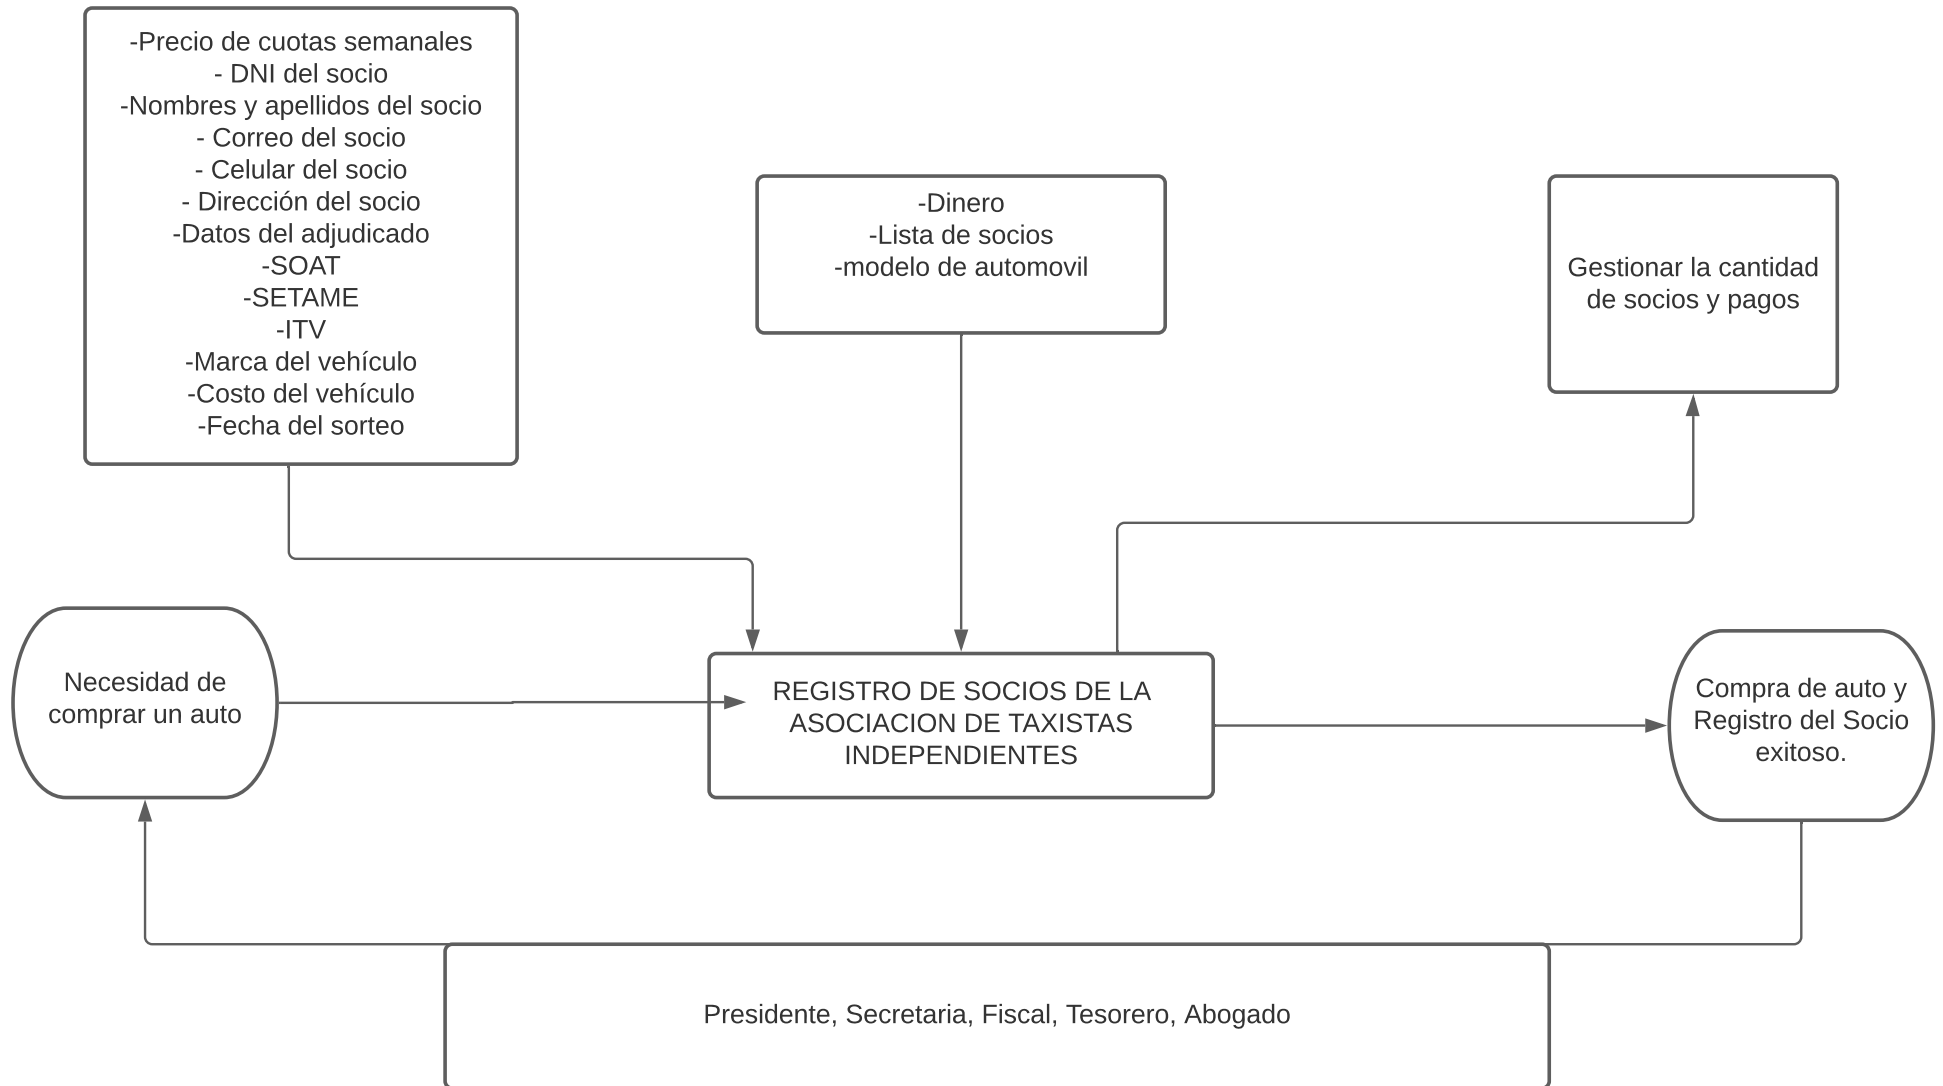 -Precio de cuotas semanales
- DNI del socio
-Nombres y apellidos del socio
- Correo del socio
- Celular del socio
- Dirección del socio
-Datos del adjudicado
-SOAT
-SETAME
-ITV
-Marca del vehículo
-Costo del vehículo
-Fecha del sorteo
-Dinero
-Lista de socios
-modelo de automovil
Gestionar la cantidad
de socios y pagos
Necesidad de
comprar un auto
REGISTRO DE SOCIOS DE LA
ASOCIACION DE TAXISTAS
INDEPENDIENTES
Compra de auto y
Registro del Socio
exitoso.
Presidente, Secretaria, Fiscal, Tesorero, Abogado